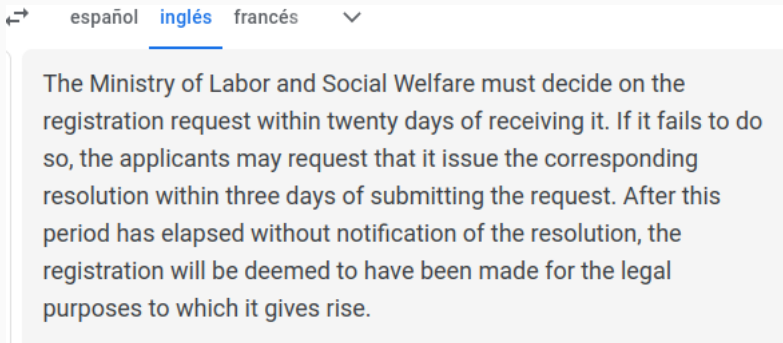 español inglés francés
The Ministry of Labor and Social Welfare must decide on the
registration request within twenty days of receiving it. If it fails to do
so, the applicants may request that it issue the corresponding
resolution within three days of submitting the request. After this
period has elapsed without notification of the resolution, the
registration will be deemed to have been made for the legal
purposes to which it gives rise.